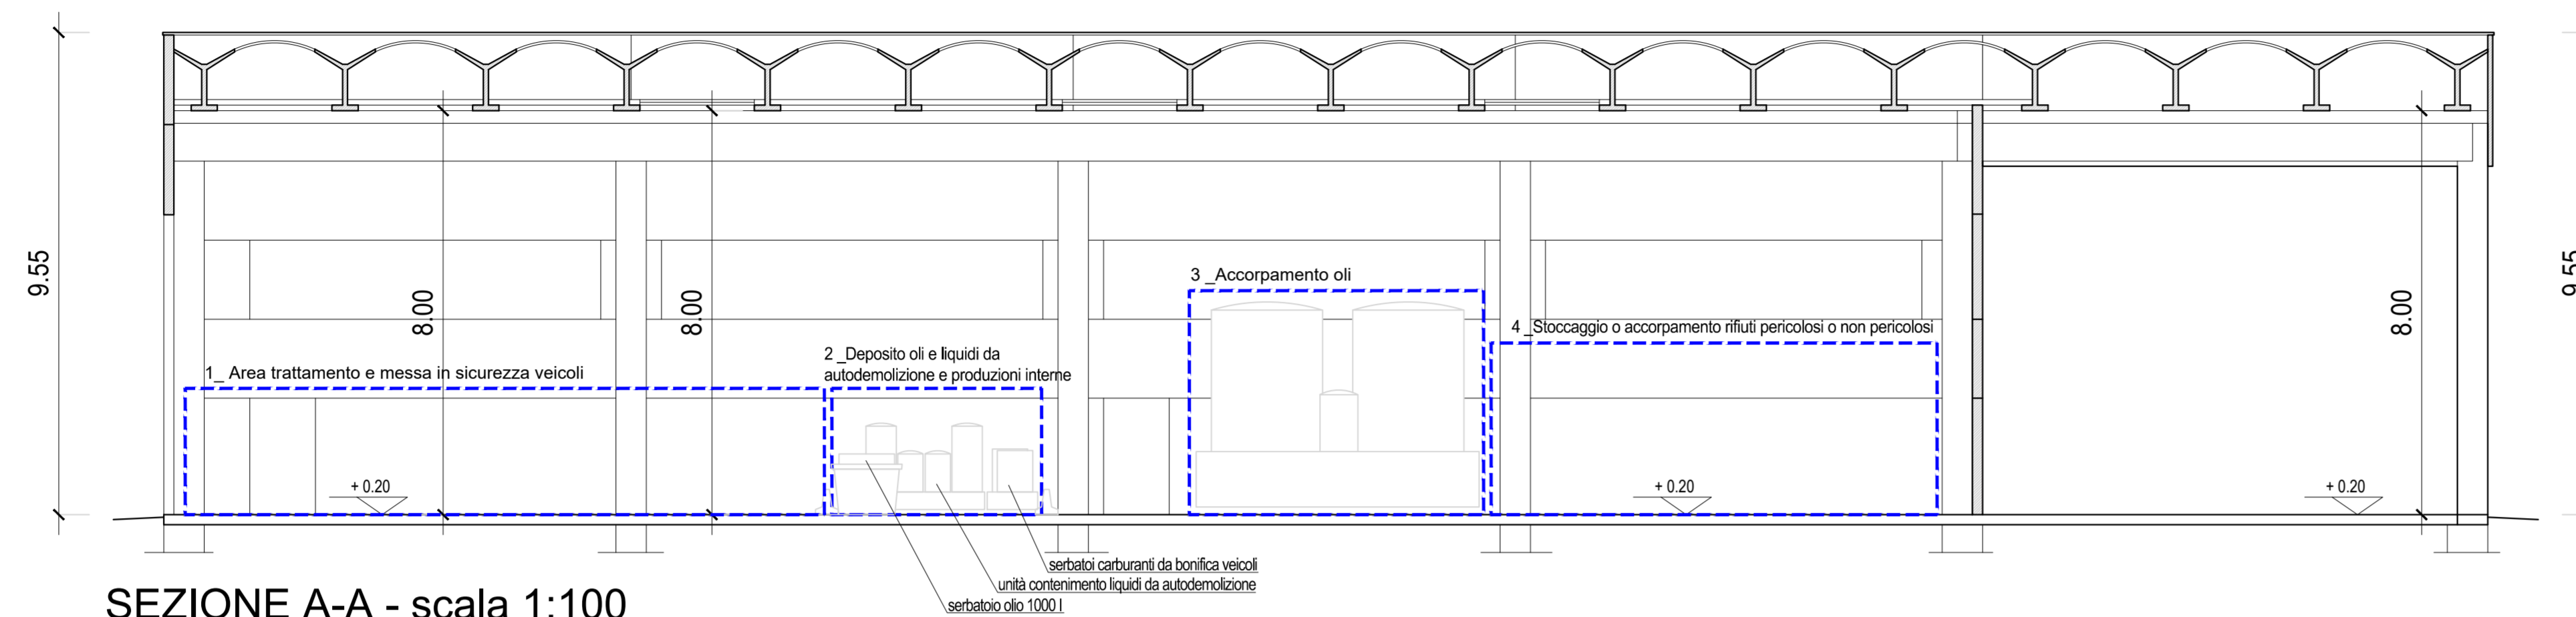 3 _Accorpamento oli
9.55
8.00
8.00
8.00
9.55
4 _Stoccaggio o accorpamento rifiuti pericolosi o non pericolosi
2 _Deposito oli e liquidi da
autodemolizione e produzioni interne
1_ Area trattamento e messa in sicurezza veicoli
+ 0.20
+ 0.20
+ 0.20
serbatoi carburanti da bonifica veicoli
unità contenimento liquidi da autodemolizione
serbatoio olio 1000 l
SEZIONE A-A - scala 1:100